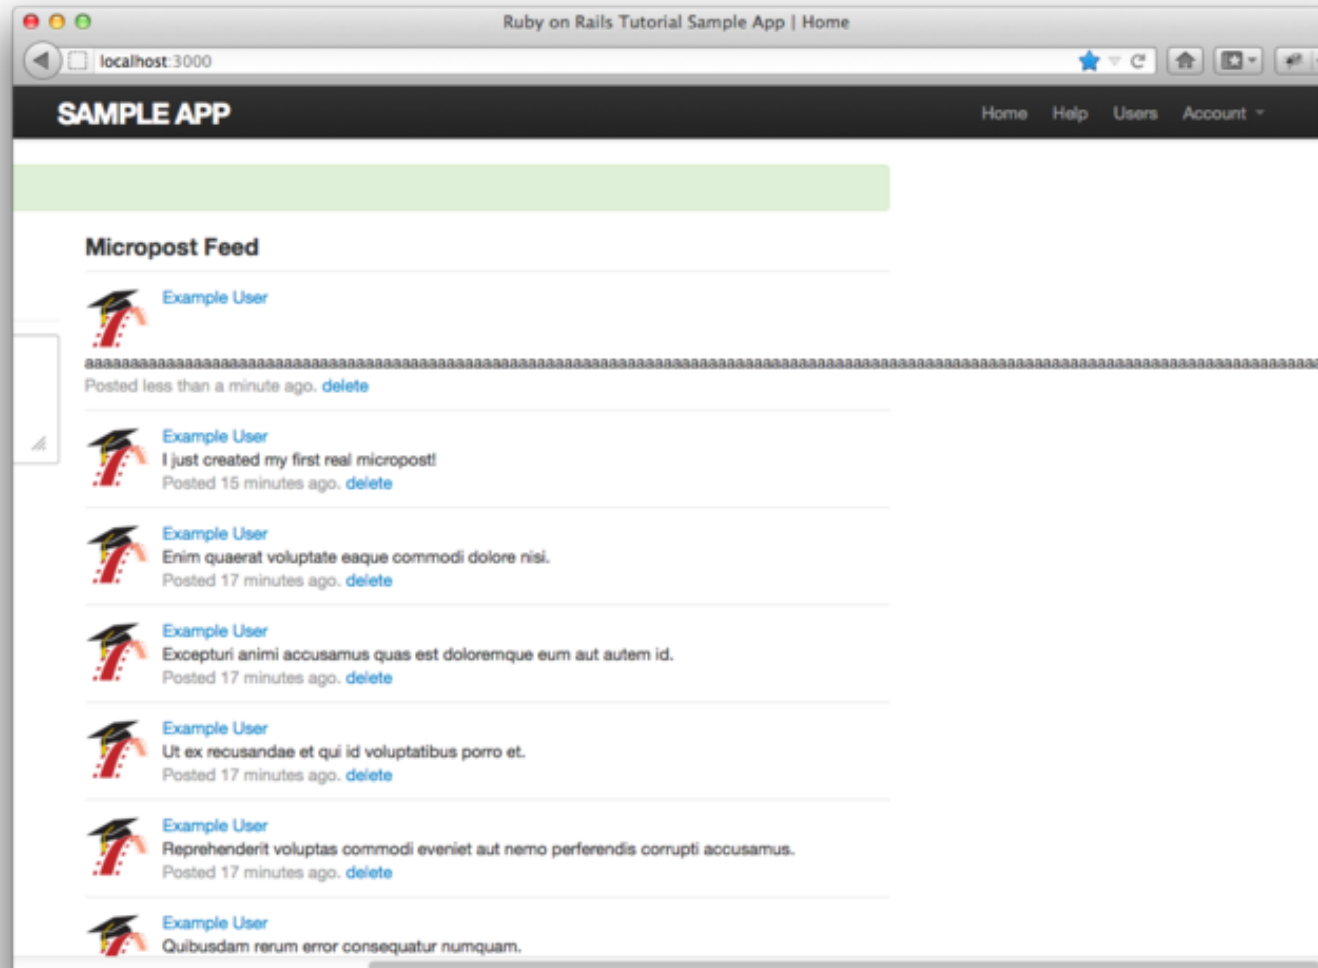 Ruby on Rails Tutorial Sample App | Home
localhost:3000
SAMPLE APP
Home Help Users Account
Micropost Feed
Example User
Posted less than a minute ago. delete
Example User
I just created my first real micropost!
Posted 15 minutes ago. delete
Example User
Enim quaerat voluptate eaque commodi dolore nisi.
Posted 17 minutes ago. delete
Example User
Excepturi animi accusamus quas est doloremque eum aut autem id.
Posted 17 minutes ago. delete
Example User
Ut ex recusandae et qui id voluptatibus porro et.
Posted 17 minutes ago. delete
Example User
Reprehenderit voluptas commodi eveniet aut nemo perferendis corrupti accusamus.
Posted 17 minutes ago. delete
Example User
Quibusdam rerum error consequatur numquam.